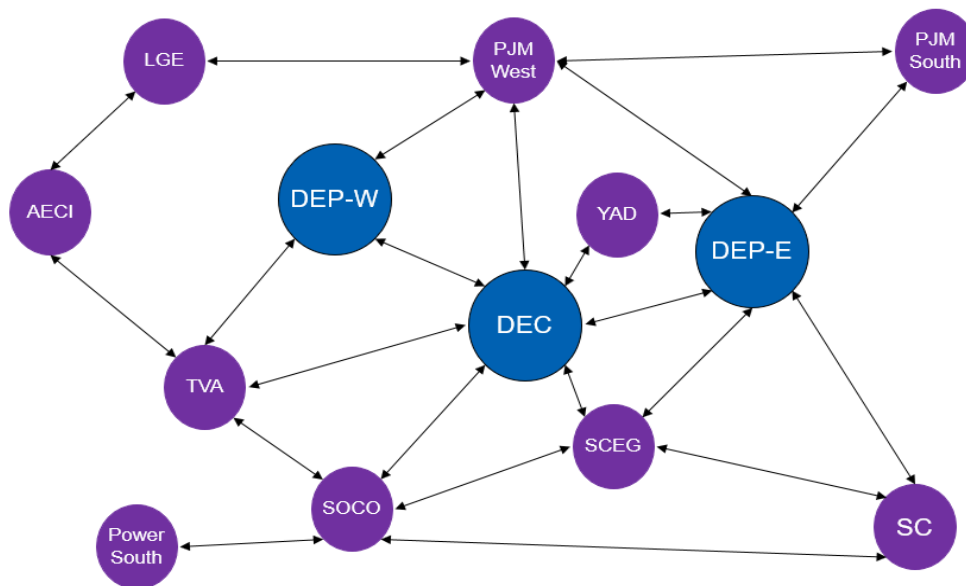 LGE
PJM
West
PJM
South
DEP-W
AECI
YAD
DEP-E
DEC
TVA
SCEG
SOCO
SC
Power
South